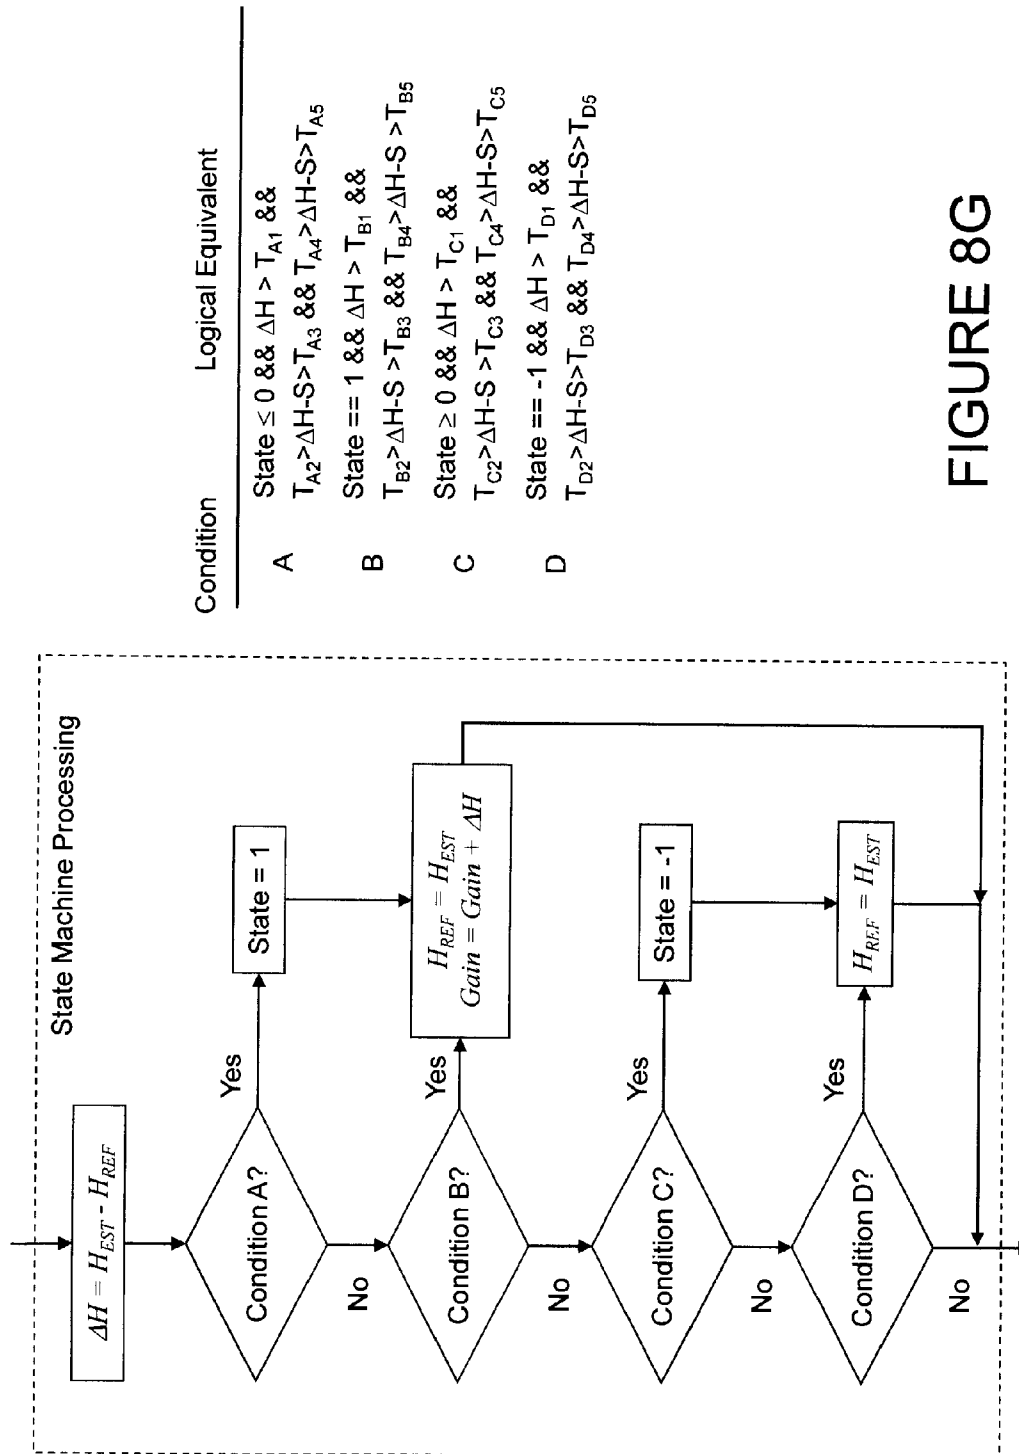 State Machine Processing
ΔH = H_EST - H_REF
Condition A?
Yes
State = 1
No
Condition B?
Yes
H_REF = H_EST
Gain = Gain + ΔH
No
Condition C?
Yes
State = -1
No
Condition D?
Yes
H_REF = H_EST
No
Condition Logical Equivalent
A State ≤ 0 && ΔH > T_A1 &&
T_A2>ΔH-S>T_A3 && T_A4>ΔH-S>T_A5
B State == 1 && ΔH > T_B1 &&
T_B2>ΔH-S >T_B3 && T_B4>ΔH-S >T_B5
C State ≥ 0 && ΔH > T_C1 &&
T_C2>ΔH-S >T_C3 && T_C4>ΔH-S>T_C5
D State == -1 && ΔH > T_D1 &&
T_D2>ΔH-S>T_D3 && T_D4>ΔH-S>T_D5
FIGURE 8G